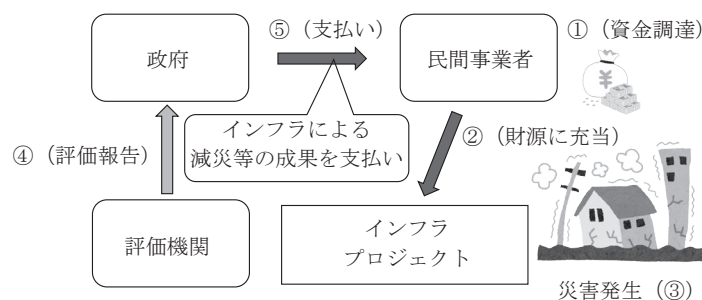 ⑤（支払い）
①（資金調達）
政府
民間事業者
¥
インフラによる
減災等の成果を支払い
②（財源に充当）
④（評価報告）
評価機関
インフラ
プロジェクト
災害発生（③）